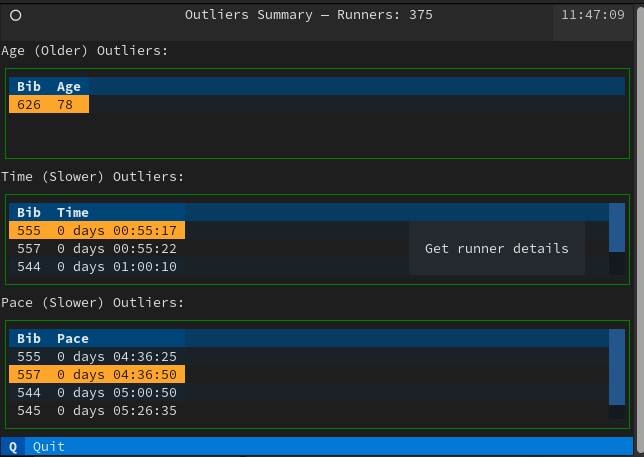 Outliers Summary — Runners: 375 11:47:09
Age (Older) Outliers:
Bib Age
626 78
Time (Slower) Outliers:
Bib Time
555 0 days 00:55:17
557 0 days 00:55:22
Get runner details
544 0 days 01:00:10
Pace (Slower) Outliers:
Bib Pace
555 0 days 04:36:25
557 0 days 04:36:50
544 0 days 05:00:50
545 0 days 05:26:35
Q Quit